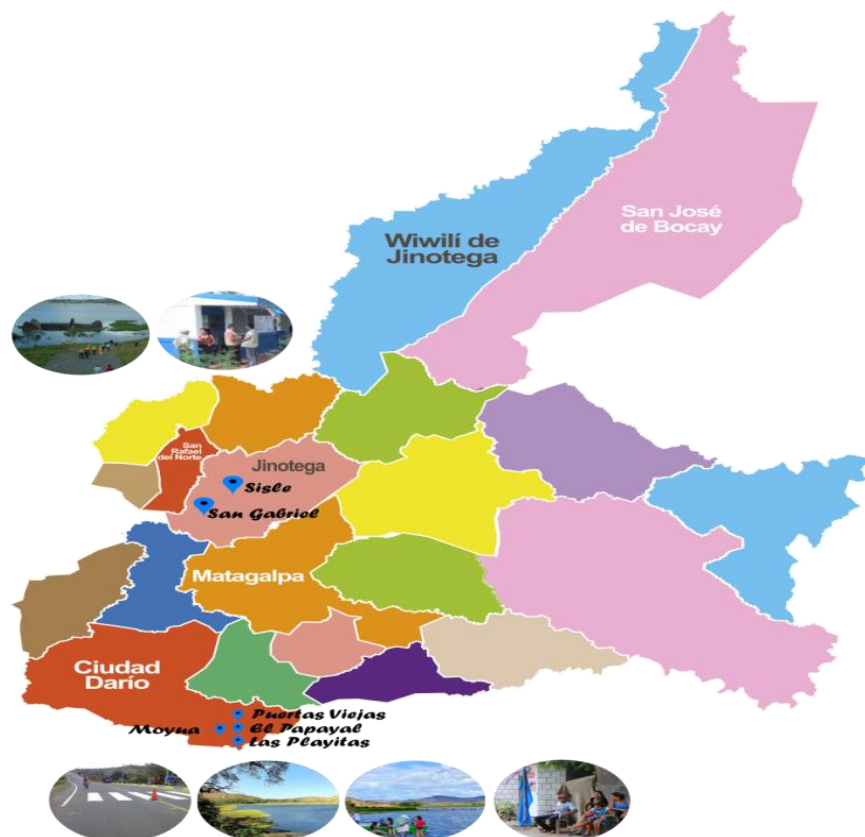 San José
de Bocay
Wiwilí de
Jinotega
San
Rafael
del Norte
Jinotega
Sisle
San Gabriel
Matagalpa
Ciudad
Darío
Puertas Viejas
Moyua
El Papayal
Las Playitas